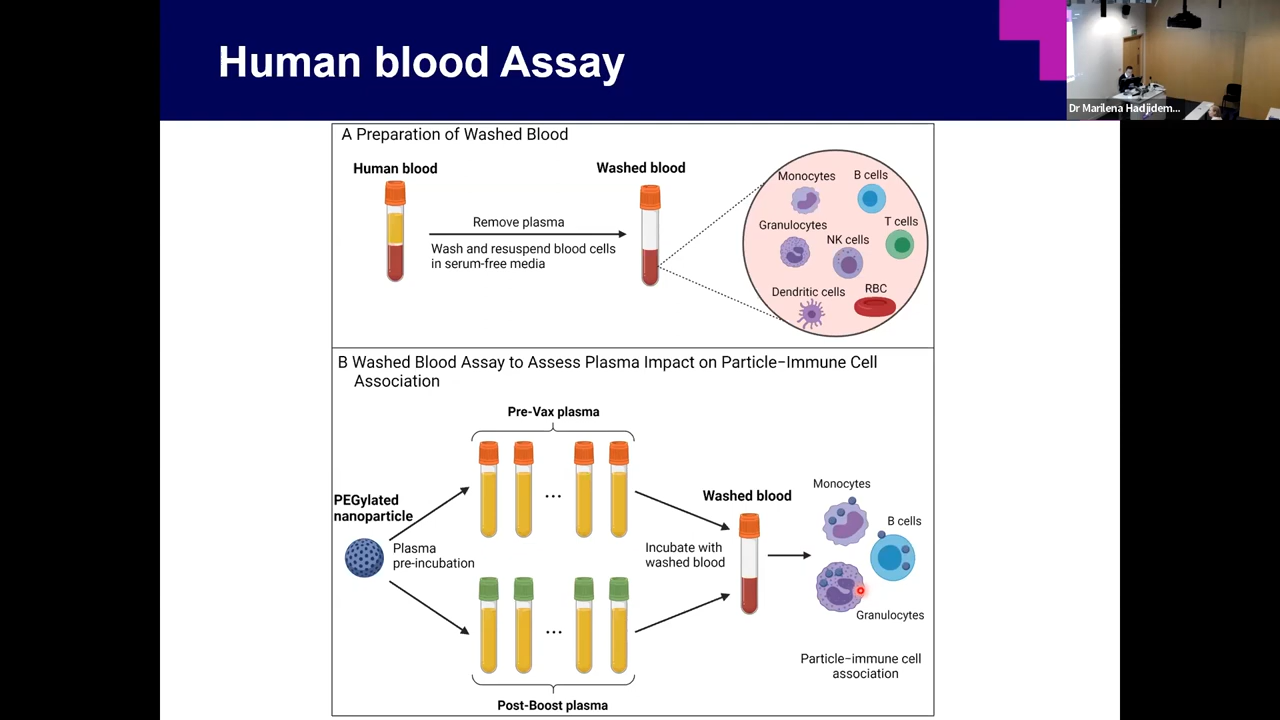 Human blood Assay
Dr Marilena Hadjidem...
A Preparation of Washed Blood
Human blood
Washed blood
Remove plasma
Wash and resuspend blood cells
in serum-free media
Monocytes
B cells
Granulocytes
T cells
NK cells
Dendritic cells
RBC
B Washed Blood Assay to Assess Plasma Impact on Particle−Immune Cell
Association
Pre-Vax plasma
PEGylated
nanoparticle
Plasma
pre-incubation
...
Washed blood
Incubate with
washed blood
Monocytes
B cells
Granulocytes
...
Particle−immune cell
association
Post-Boost plasma